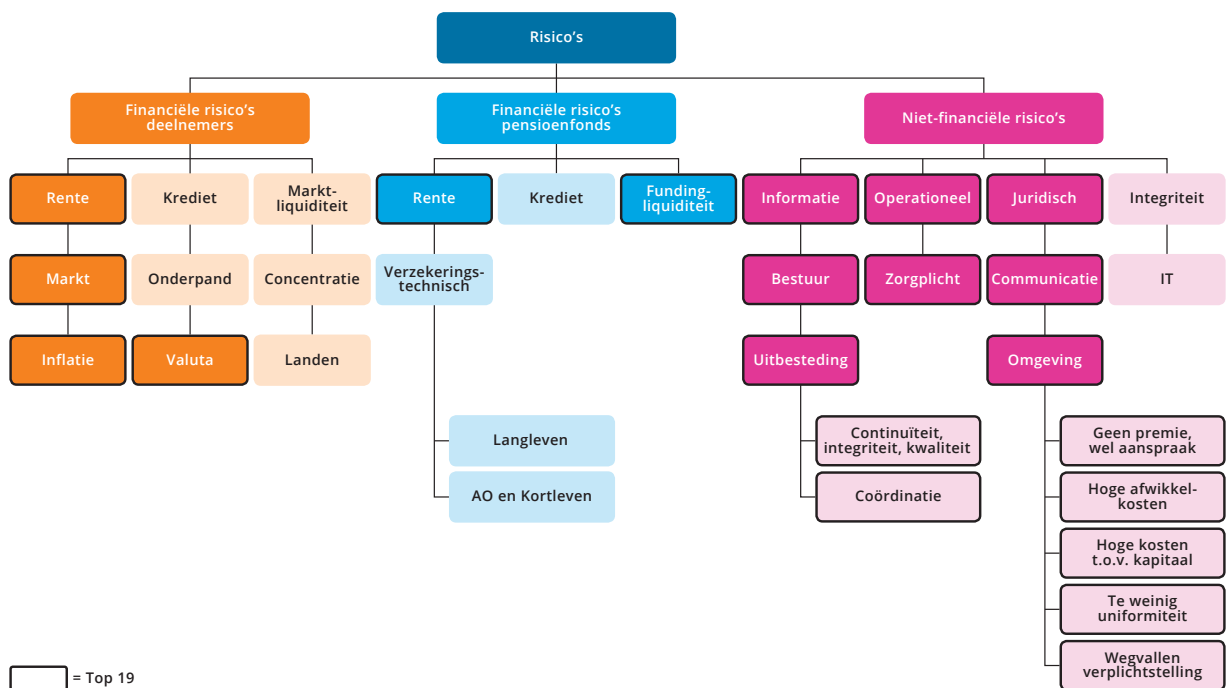 Risico’s
Financiële risico’s
deelnemers
Financiële risico’s
pensioenfonds
Niet-financiële risico’s
Rente
Krediet
Markt-
liquiditeit
Rente
Krediet
Funding-
liquiditeit
Informatie
Operationeel
Juridisch
Integriteit
Markt
Onderpand
Concentratie
Verzekerings-
technisch
Bestuur
Zorgplicht
Communicatie
IT
Inflatie
Valuta
Landen
Uitbesteding
Omgeving
Langleven
AO en Kortleven
Continuïteit,
integriteit, kwaliteit
Coördinatie
Geen premie,
wel aanspraak
Hoge afwikkel-
kosten
Hoge kosten
t.o.v. kapitaal
Te weinig
uniformiteit
Wegvallen
verplichtstelling
= Top 19